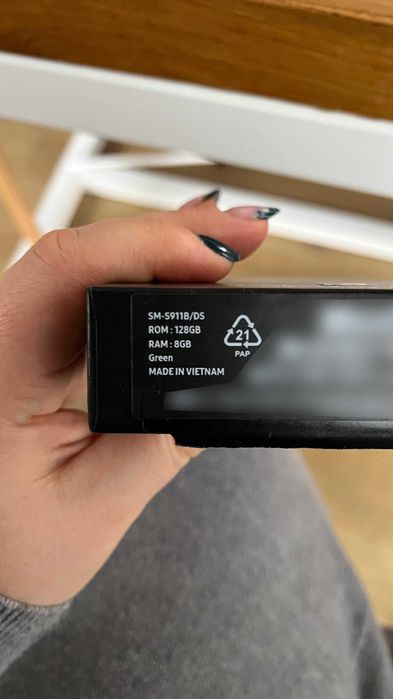 SM-S911B/DS
ROM : 128GB
RAM : 8GB
Green
MADE IN VIETNAM
21
PAP